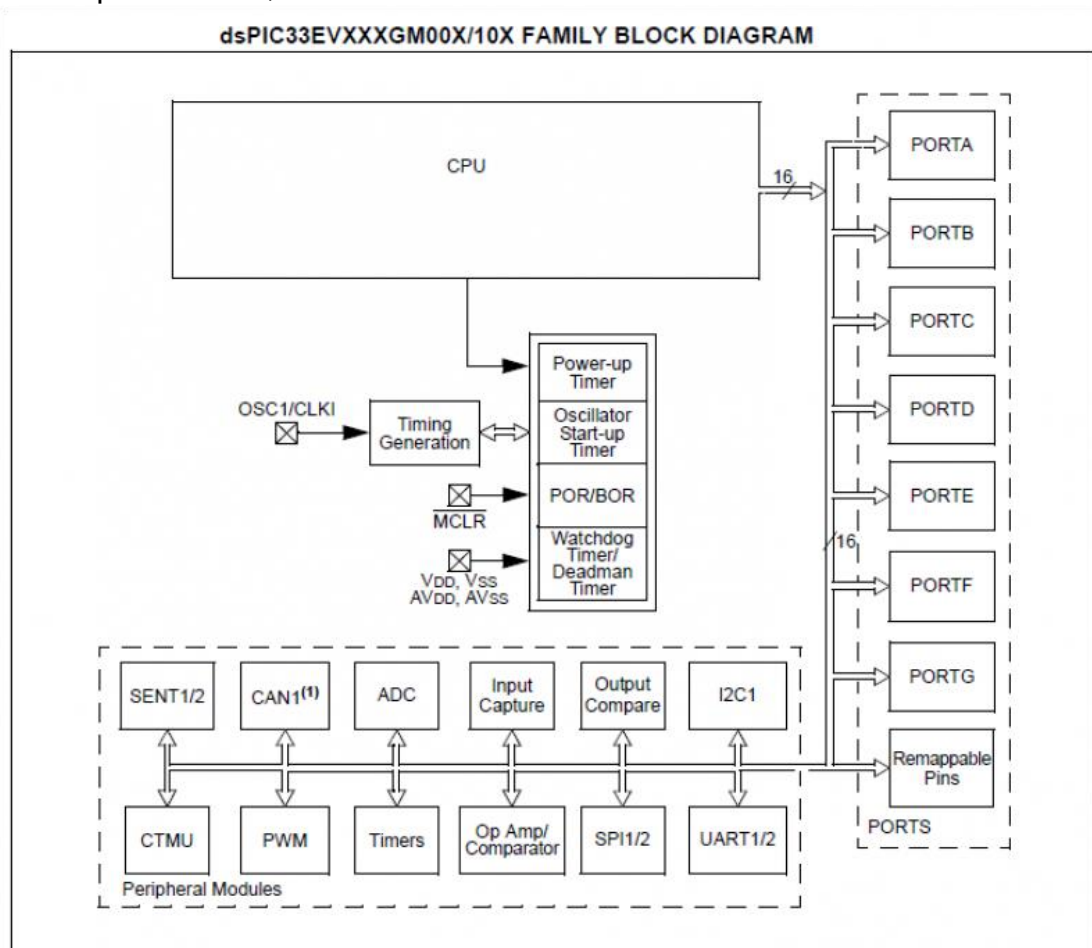 dsPIC33EVXXXGM00X/10X FAMILY BLOCK DIAGRAM
CPU
16
PORTA
PORTB
PORTC
PORTD
PORTE
16
PORTF
PORTG
Remappable
Pins
PORTS
Power-up
Timer
OSC1/CLKI
Timing
Generation
Oscillator
Start-up
Timer
MCLR
POR/BOR
VDD, VSS
AVDD, AVSS
Watchdog
Timer/
Deadman
Timer
SENT1/2
CAN1(1)
ADC
Input
Capture
Output
Compare
I2C1
CTMU
PWM
Timers
Op Amp/
Comparator
SPI1/2
UART1/2
Peripheral Modules